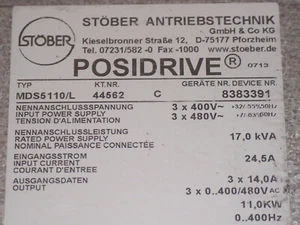 STÖBER ANTRIEBSTECHNIK
GmbH & Co KG
Kieselbronner Straße 12, D-75177 Pforzheim
Tel. 07231/582 -0 Fax -1000 www.stoeber.de
STÖBER
POSIDRIVE® 0713
TYP KT.NR. GERÄTE NR. DEVICE NR.
MDS5110/L 44562 C 8383391
NENNANSCHLUSSSPANNUNG 3 x 400V~
INPUT POWER SUPPLY 3 x 480V~
TENSION D'ALIMENTATION
NENNANSCHLUSSLEISTUNG 17,0 kVA
RATED POWER SUPPLY
NOMINAL PAISSANCE CONNECTÉE
EINGANGSSTROM 24,5A
INPUT CURRENT
COURANT D'ENTREE
AUSGANGSDATEN 3 x 14,0A
OUTPUT 3 x 0..400/480V AC
11,0KW
0..400Hz